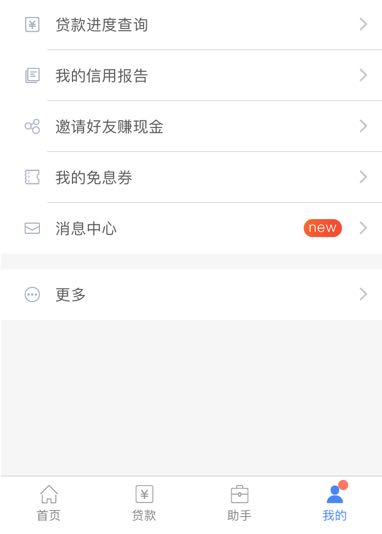 贷款进度查询
我的信用报告
邀请好友赚现金
我的免息券
消息中心 new
更多
首页 贷款 助手 我的